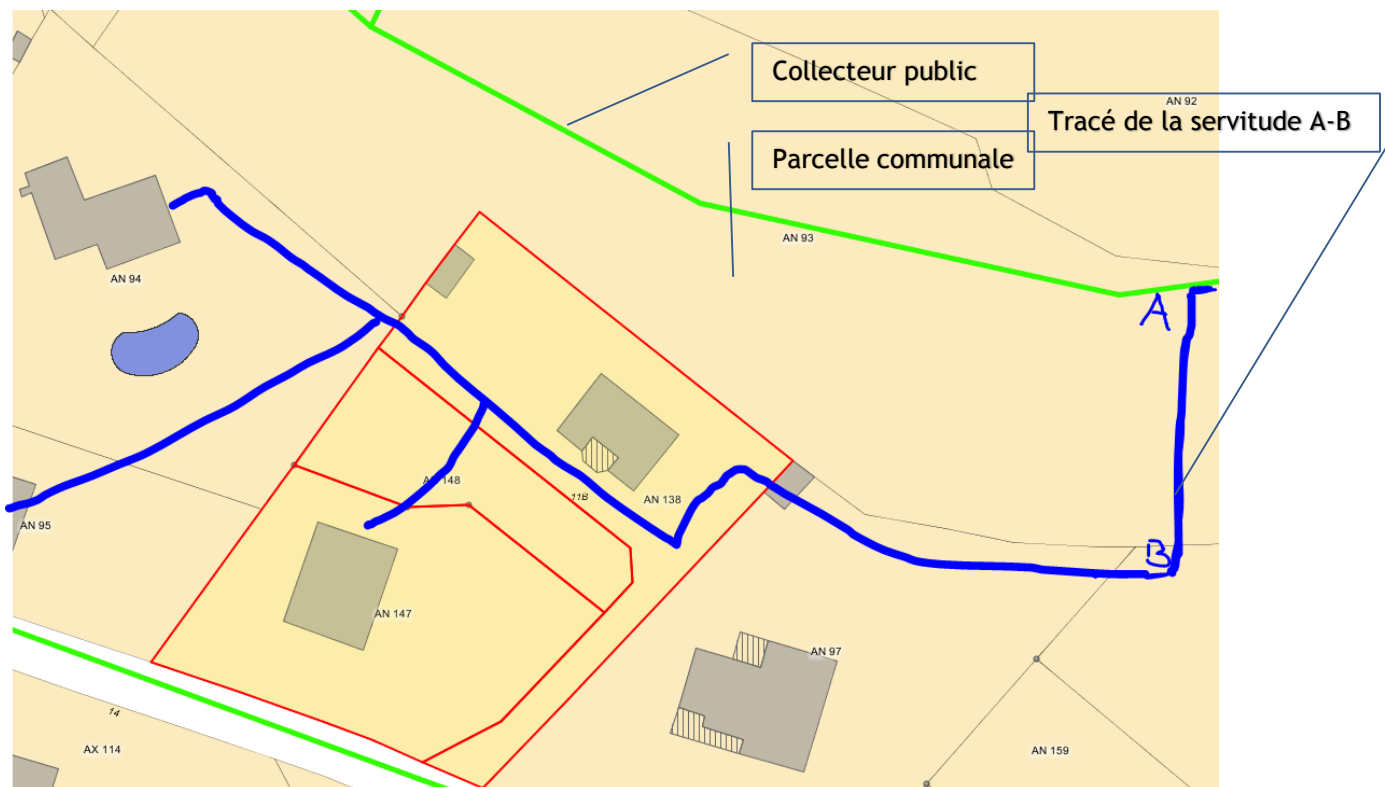 Collecteur public
AN 92
Tracé de la servitude A-B
Parcelle communale
AN 93
AN 94
A
AN 148
11B
AN 138
AN 95
B
AN 147
AN 97
14
AX 114
AN 159